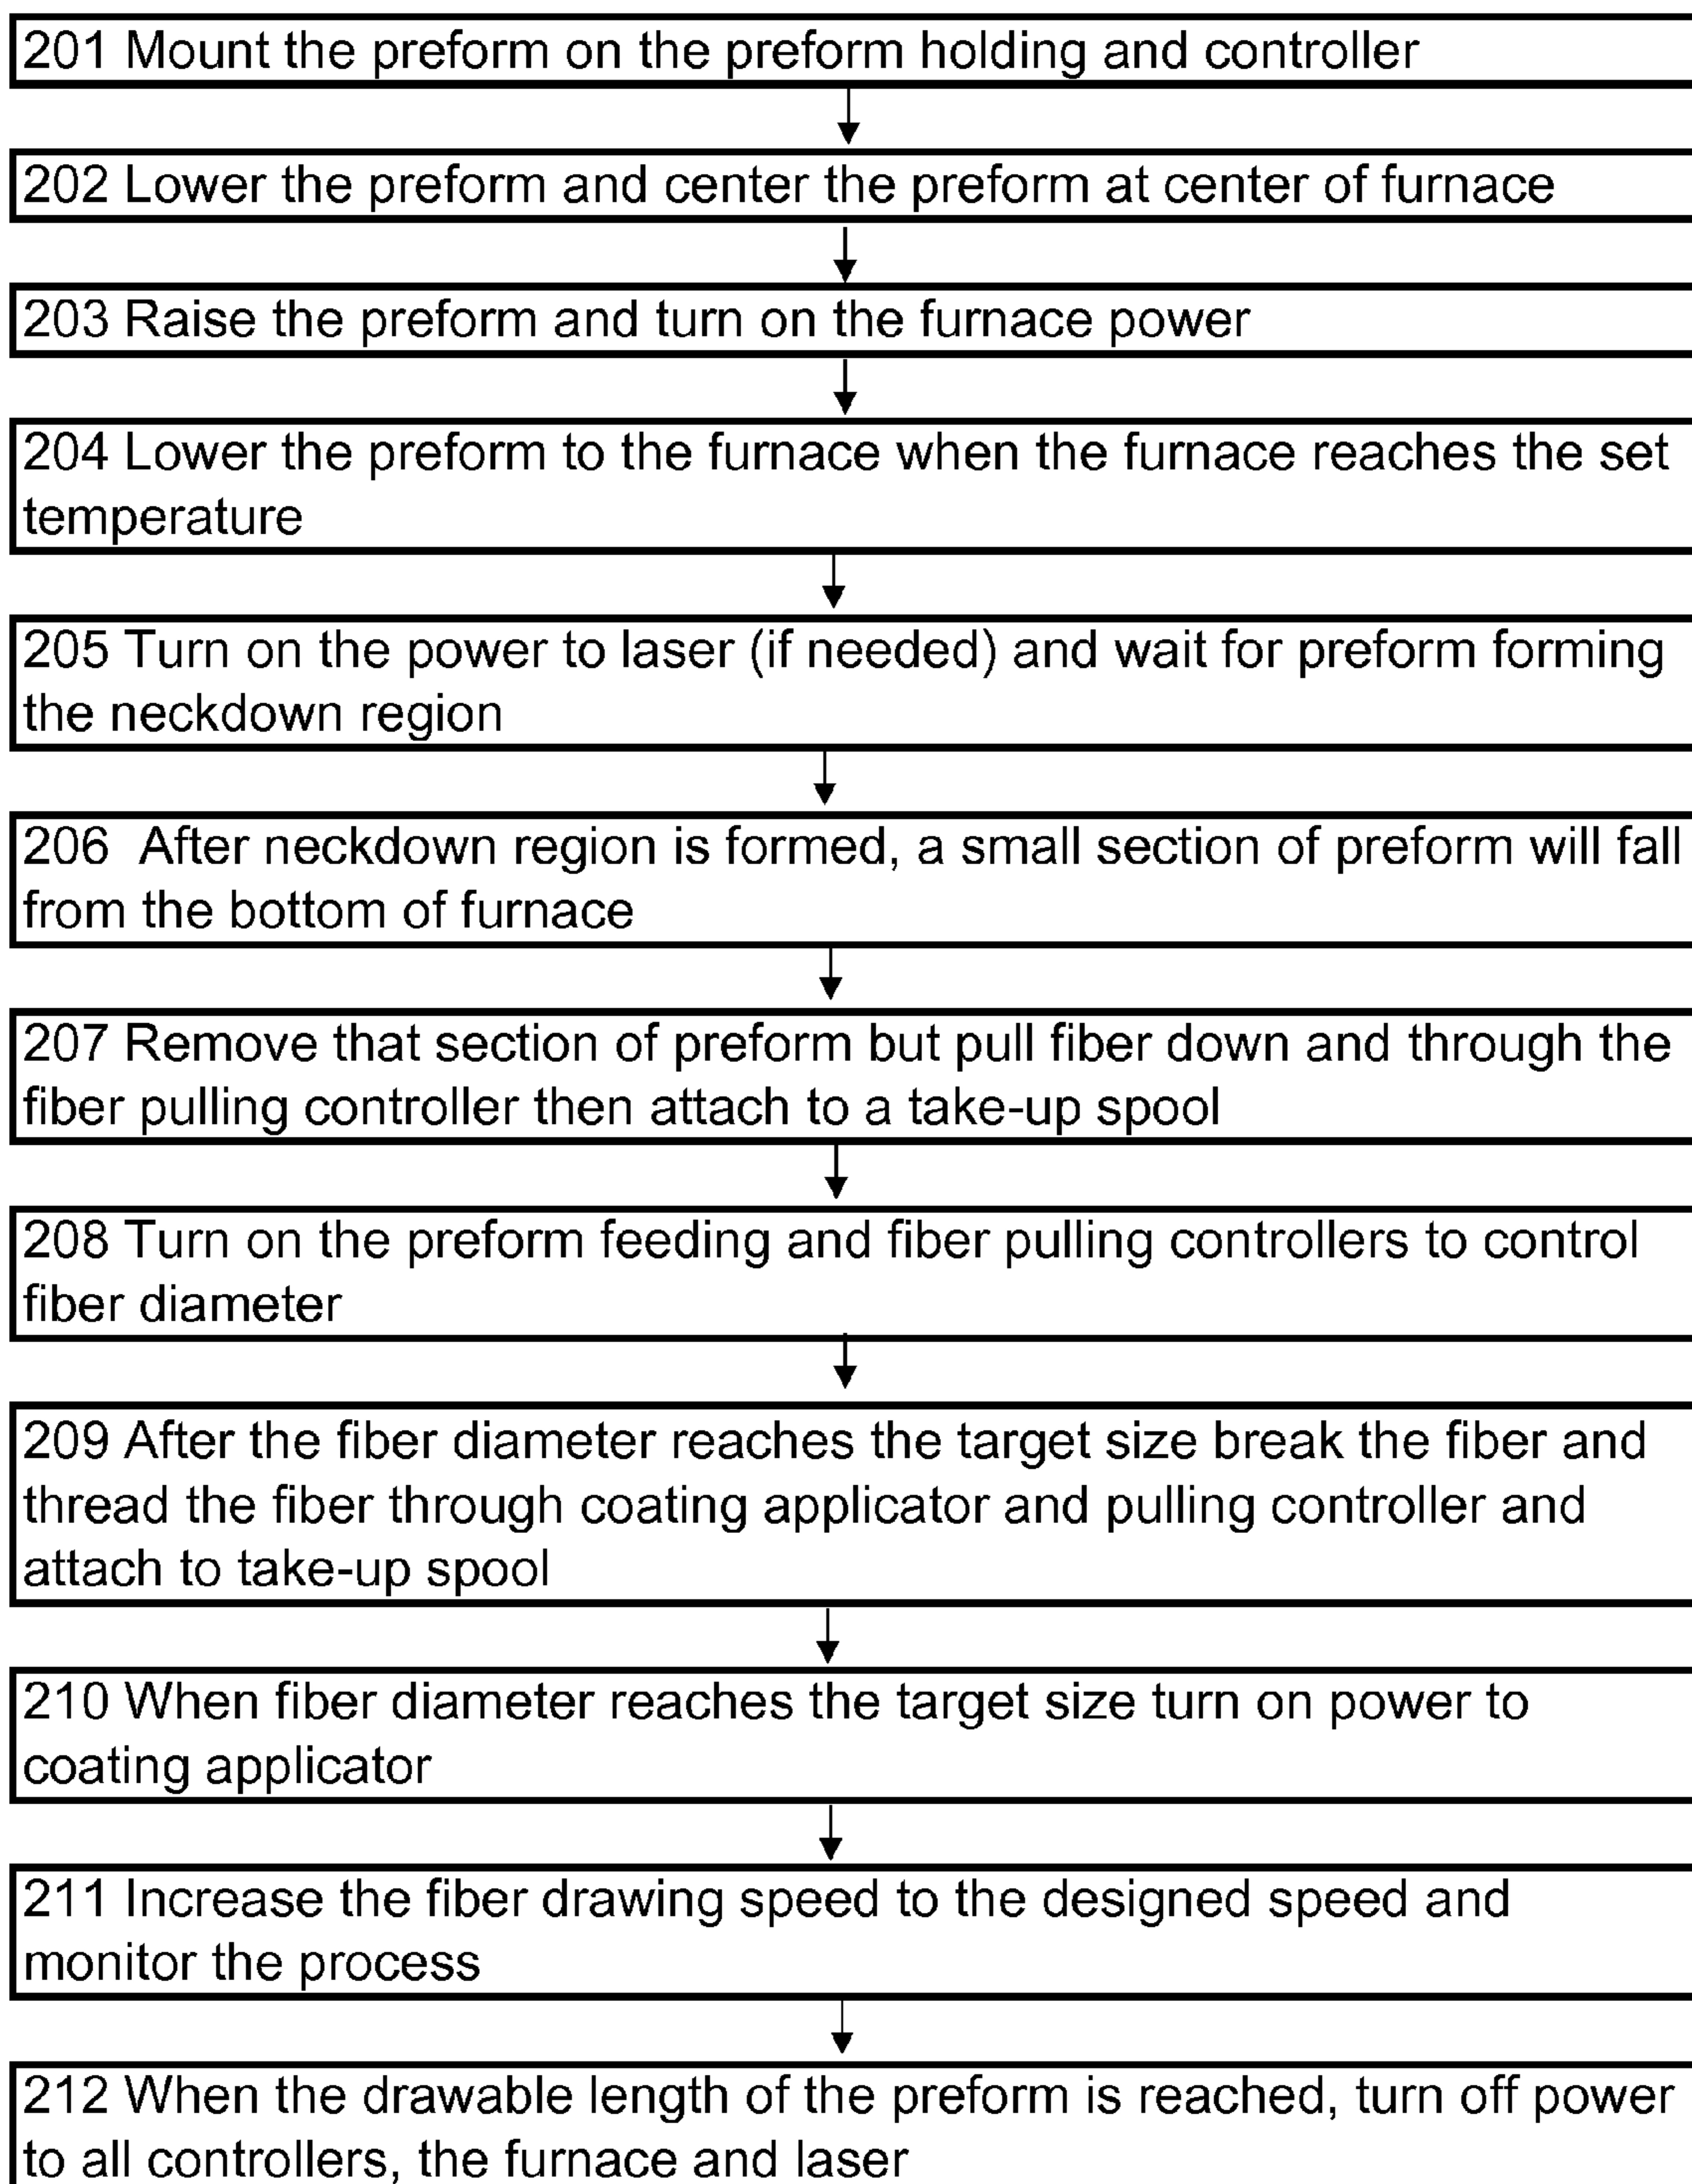 201 Mount the preform on the preform holding and controller
202 Lower the preform and center the preform at center of furnace
203 Raise the preform and turn on the furnace power
204 Lower the preform to the furnace when the furnace reaches the set
temperature
205 Turn on the power to laser (if needed) and wait for preform forming
the neckdown region
206 After neckdown region is formed, a small section of preform will fall
from the bottom of furnace
207 Remove that section of preform but pull fiber down and through the
fiber pulling controller then attach to a take-up spool
208 Turn on the preform feeding and fiber pulling controllers to control
fiber diameter
209 After the fiber diameter reaches the target size break the fiber and
thread the fiber through coating applicator and pulling controller and
attach to take-up spool
210 When fiber diameter reaches the target size turn on power to
coating applicator
211 Increase the fiber drawing speed to the designed speed and
monitor the process
212 When the drawable length of the preform is reached, turn off power
to all controllers, the furnace and laser